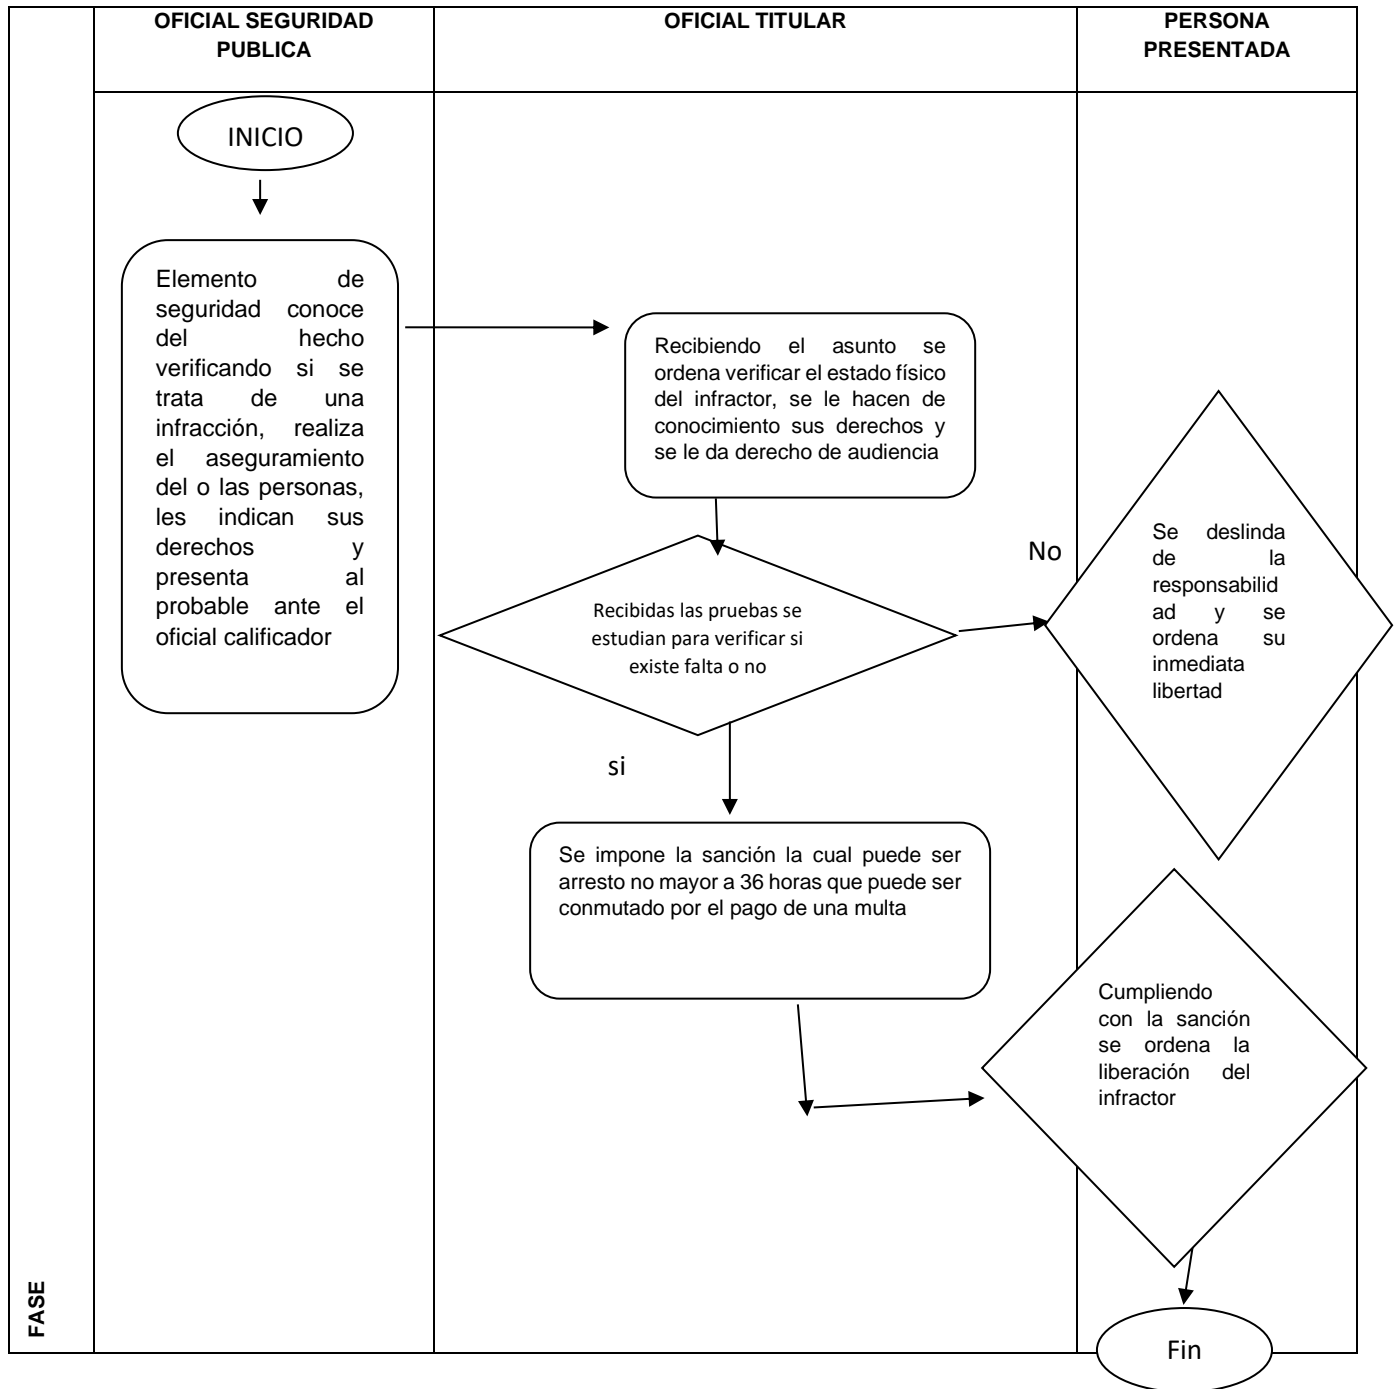 OFICIAL SEGURIDAD
PUBLICA
OFICIAL TITULAR
PERSONA
PRESENTADA
INICIO
Elemento de
seguridad conoce
del hecho
verificando si se
trata de una
infracción, realiza
el aseguramiento
del o las personas,
les indican sus
derechos y
presenta al
probable ante el
oficial calificador
Recibiendo el asunto se
ordena verificar el estado físico
del infractor, se le hacen de
conocimiento sus derechos y
se le da derecho de audiencia
Recibidas las pruebas se
estudian para verificar si
existe falta o no
No
Se deslinda
de la
responsabilid
ad y se
ordena su
inmediata
libertad
si
Se impone la sanción la cual puede ser
arresto no mayor a 36 horas que puede ser
conmutado por el pago de una multa
Cumpliendo
con la sanción
se ordena la
liberación del
infractor
Fin
FASE